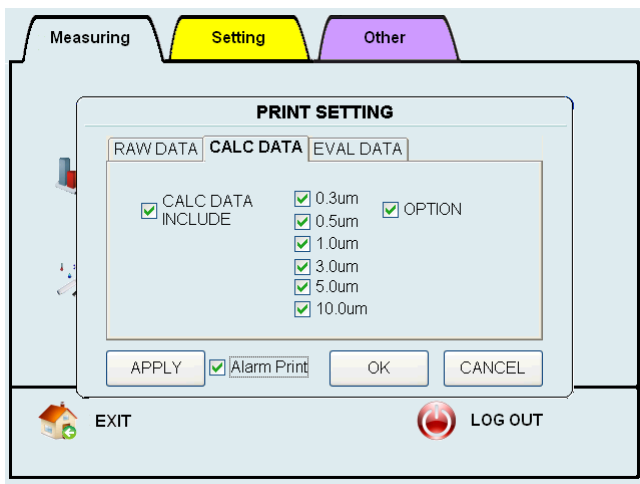 Measuring Setting Other
PRINT SETTING
RAW DATA CALC DATA EVAL DATA
CALC DATA
INCLUDE
0.3um
0.5um
1.0um
3.0um
5.0um
10.0um
OPTION
APPLY Alarm Print OK CANCEL
EXIT LOG OUT